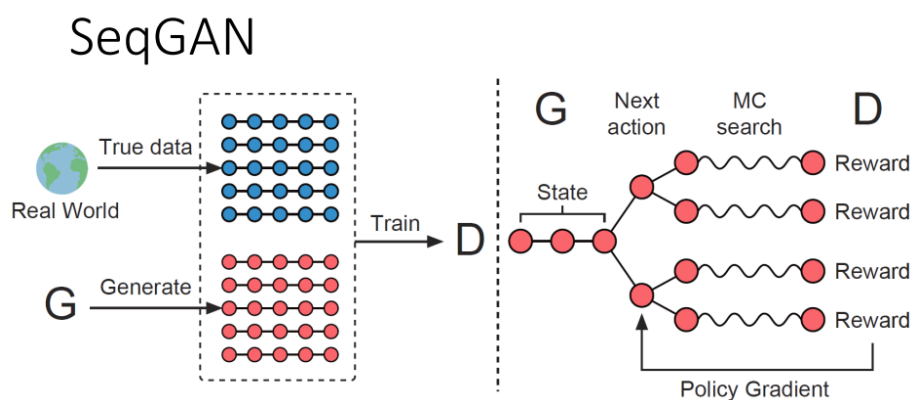 SeqGAN
True data
Real World
G
Generate
Train
D
G
Next
action
MC
search
D
State
Reward
Reward
Reward
Reward
Policy Gradient